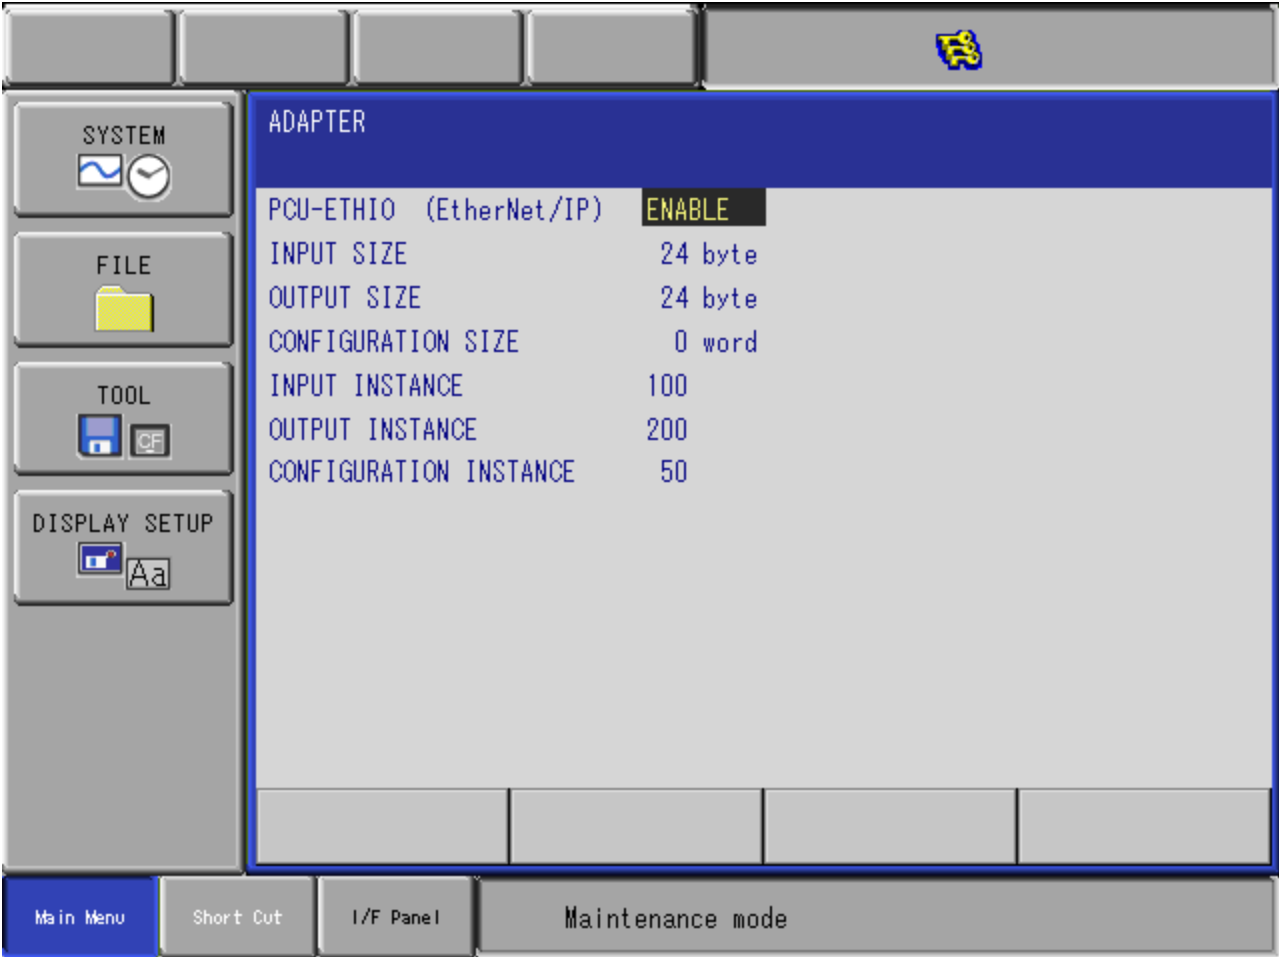 SYSTEM
FILE
TOOL
CF
DISPLAY SETUP
Aa
ADAPTER
PCU-ETHIO (EtherNet/IP) ENABLE
INPUT SIZE 24 byte
OUTPUT SIZE 24 byte
CONFIGURATION SIZE 0 word
INPUT INSTANCE 100
OUTPUT INSTANCE 200
CONFIGURATION INSTANCE 50
Main Menu Short Cut I/F Panel Maintenance mode